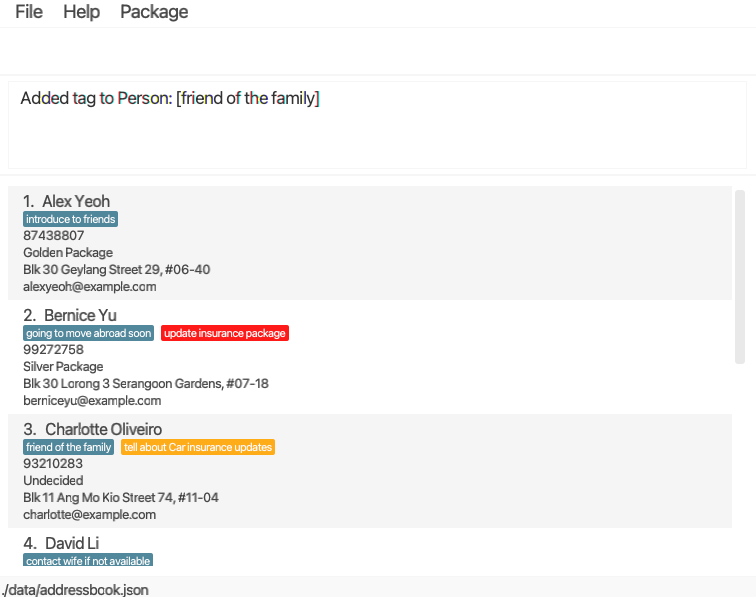 File Help Package
Added tag to Person: [friend of the family]
1. Alex Yeoh
introduce to friends
87438807
Golden Package
Blk 30 Geylang Street 29, #06-40
alexyeoh@example.com
2. Bernice Yu
going to move abroad soon update insurance package
99272758
Silver Package
Blk 30 Lorong 3 Serangoon Gardens, #07-18
berniceyu@example.com
3. Charlotte Oliveiro
friend of the family tell about Car insurance updates
93210283
Undecided
Blk 11 Ang Mo Kio Street 74, #11-04
charlotte@example.com
4. David Li
contact wife if not available
./data/addressbook.json